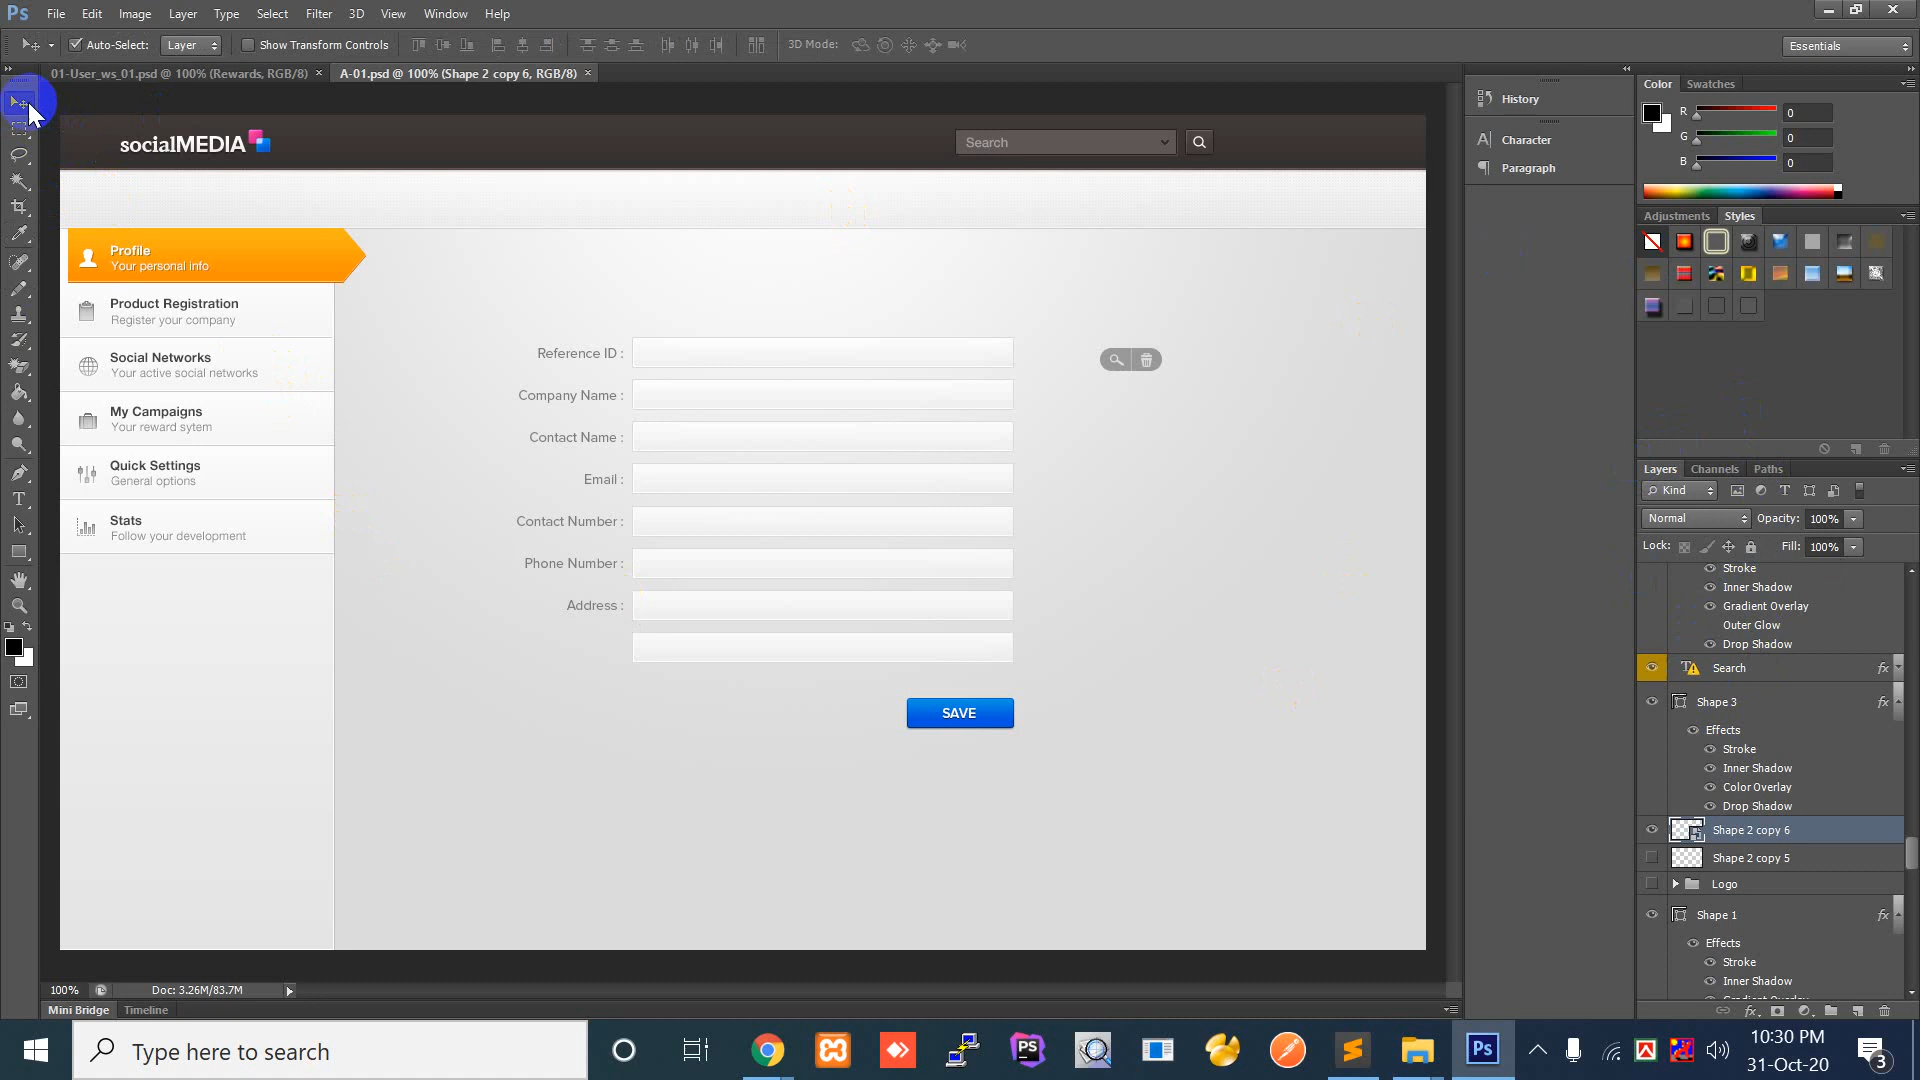 Ps File Edit Image Layer Type Select Filter 3D View Window Help
Auto-Select: Layer Show Transform Controls 3D Mode: Essentials
01-User_ws_01.psd @ 100% (Rewards, RGB/8) × A-01.psd @ 100% (Shape 2 copy 6, RGB/8) ×
socialMEDIA
Search
Profile
Your personal info
Product Registration
Register your company
Social Networks
Your active social networks
My Campaigns
Your reward sytem
Quick Settings
General options
Stats
Follow your development
Reference ID :
Company Name :
Contact Name :
Email :
Contact Number :
Phone Number :
Address :
SAVE
History
Character
Paragraph
Color Swatches
R 0
G 0
B 0
Adjustments Styles
Layers Channels Paths
Kind
Normal Opacity: 100%
Lock: Fill: 100%
Stroke
Inner Shadow
Gradient Overlay
Outer Glow
Drop Shadow
Search fx
Shape 3 fx
Effects
Stroke
Inner Shadow
Color Overlay
Drop Shadow
Shape 2 copy 6
Shape 2 copy 5
Logo
Shape 1 fx
Effects
Stroke
Inner Shadow
100% Doc: 3.26M/83.7M
Mini Bridge Timeline
Type here to search
PS
Ps
10:30 PM
31-Oct-20
3